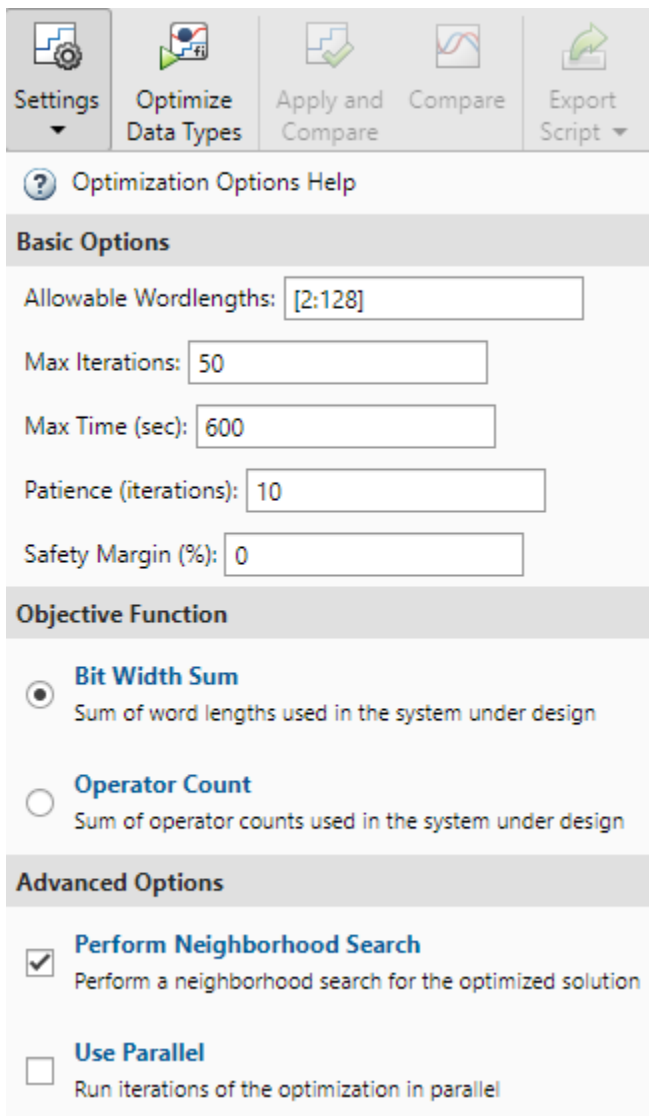 fi
Settings
Optimize
Data Types
Apply and
Compare
Compare
Export
Script
Optimization Options Help
Basic Options
Allowable Wordlengths: [2:128]
Max Iterations: 50
Max Time (sec): 600
Patience (iterations): 10
Safety Margin (%): 0
Objective Function
Bit Width Sum
Sum of word lengths used in the system under design
Operator Count
Sum of operator counts used in the system under design
Advanced Options
Perform Neighborhood Search
Perform a neighborhood search for the optimized solution
Use Parallel
Run iterations of the optimization in parallel